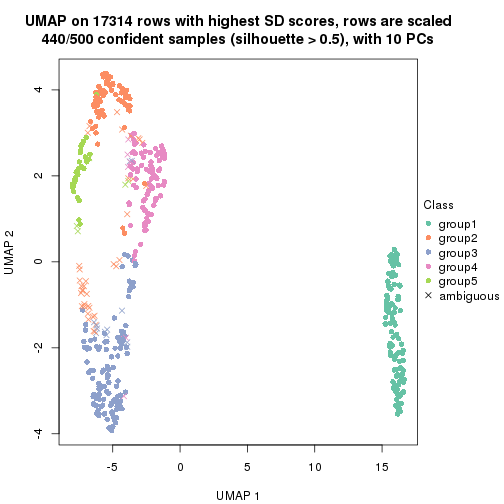 UMAP on 17314 rows with highest SD scores, rows are scaled
440/500 confident samples (silhouette > 0.5), with 10 PCs
4
2
0
-2
-4
UMAP 2
-5
0
5
10
15
UMAP 1
Class
group1
group2
group3
group4
group5
ambiguous